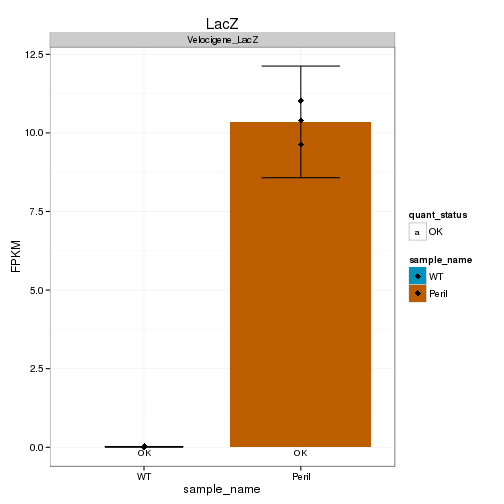 LacZ
Velocigene_LacZ
12.5
10.0
7.5
5.0
2.5
0.0
FPKM
OK
OK
WT
Peril
sample_name
quant_status
a OK
sample_name
WT
Peril